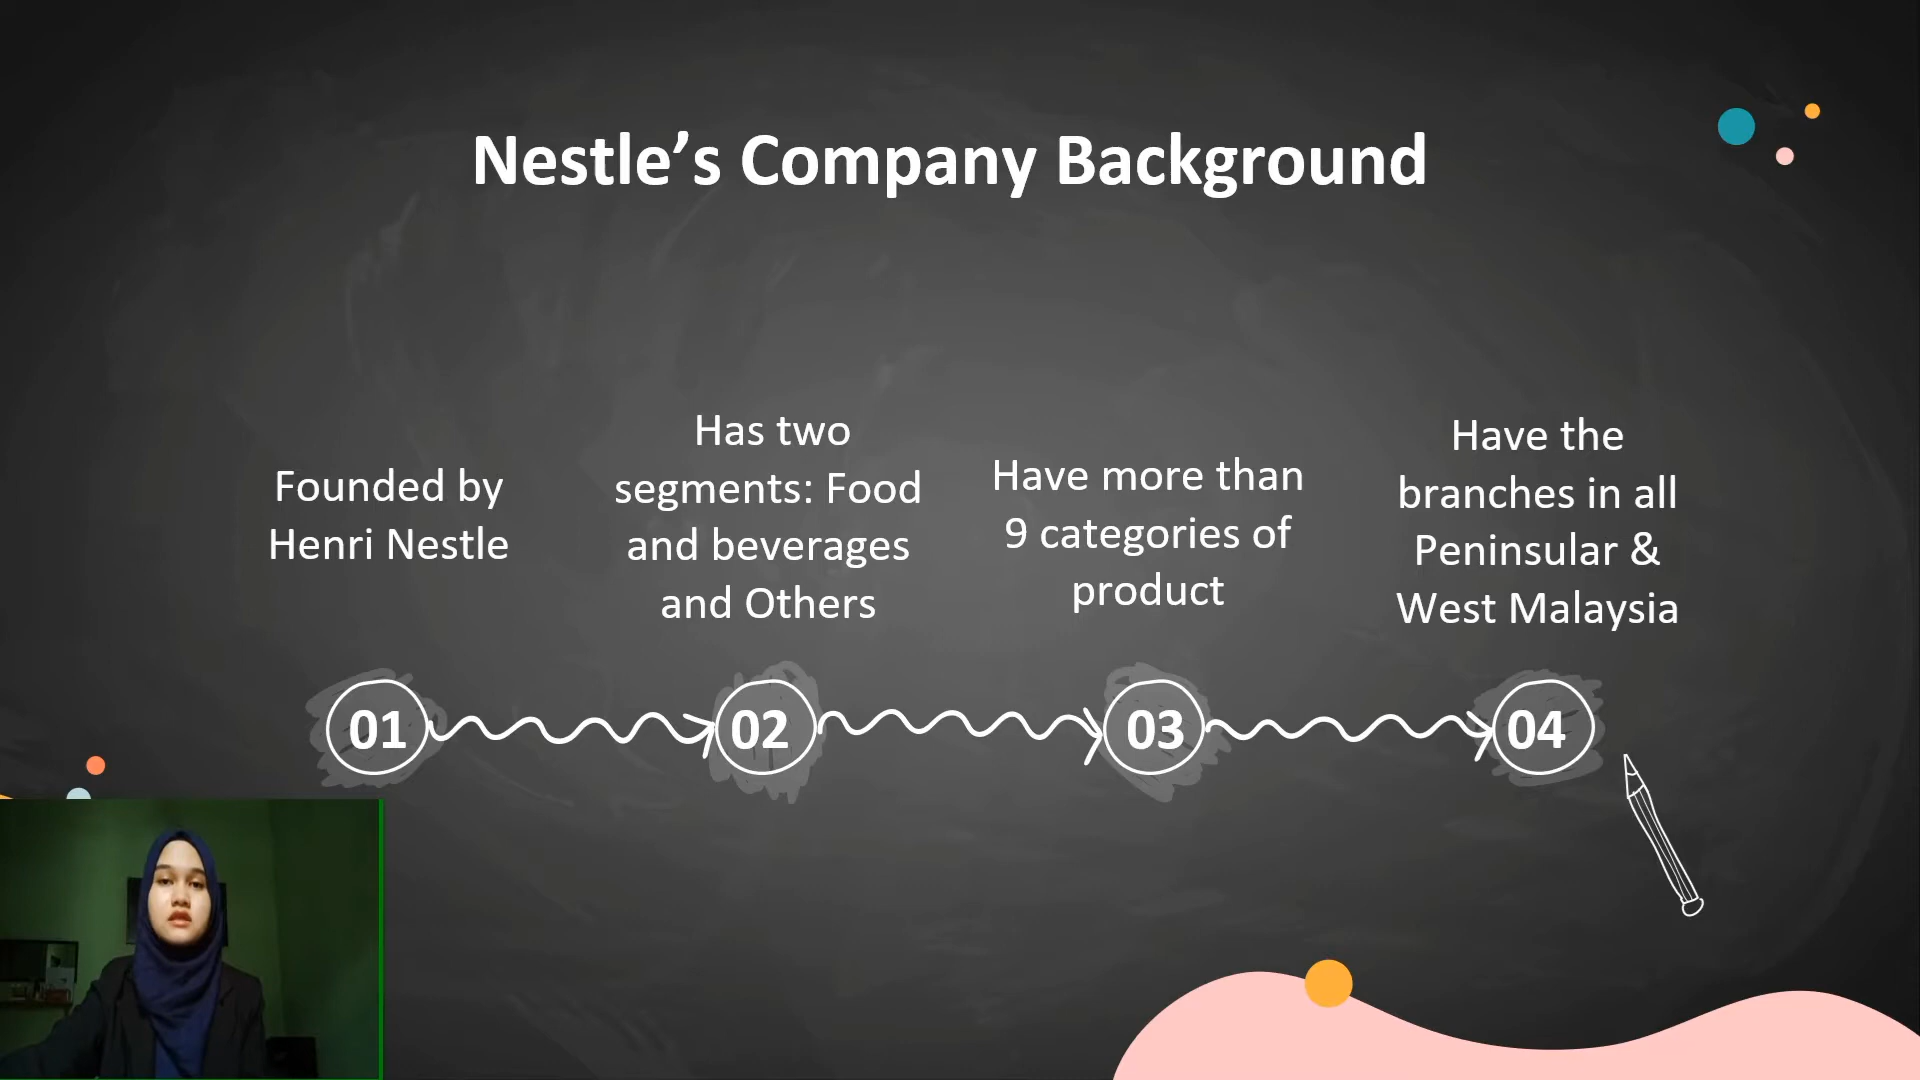 Nestle’s Company Background
Founded by
Henri Nestle
Has two
segments: Food
and beverages
and Others
Have more than
9 categories of
product
Have the
branches in all
Peninsular &
West Malaysia
01
02
03
04